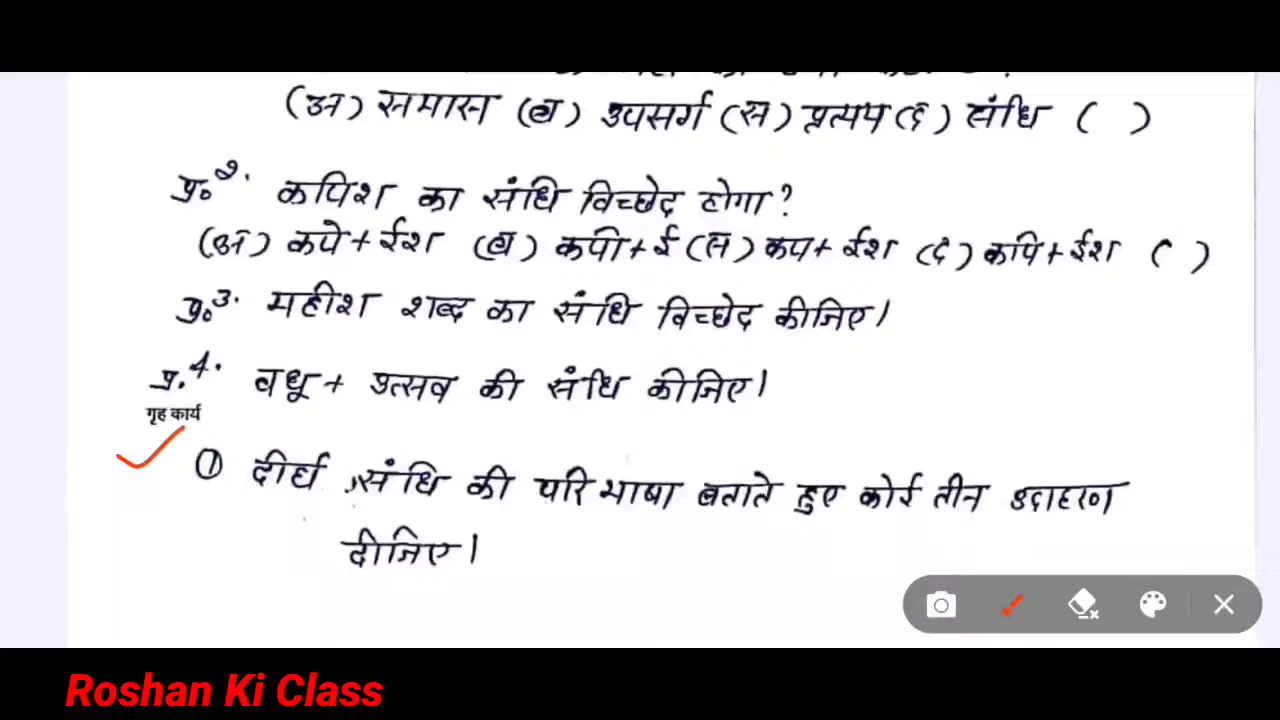 (अ) समास (ब) उपसर्ग (स) प्रत्यय (द) संधि ( )
प्र०२. कपिश का संधि विच्छेद होगा?
(अ) कपे+ ईश (ब) कपी+ ई (स) कप+ ईश (द) कपि+ ईश ( )
प्र०3. महीश शब्द का संधि विच्छेद कीजिए।
प्र.4. वधू+ उत्सव की संधि कीजिए।
गृह कार्य
① दीर्घ संधि की परिभाषा बताते हुए कोई तीन उदाहरण
दीजिए।
Roshan Ki Class